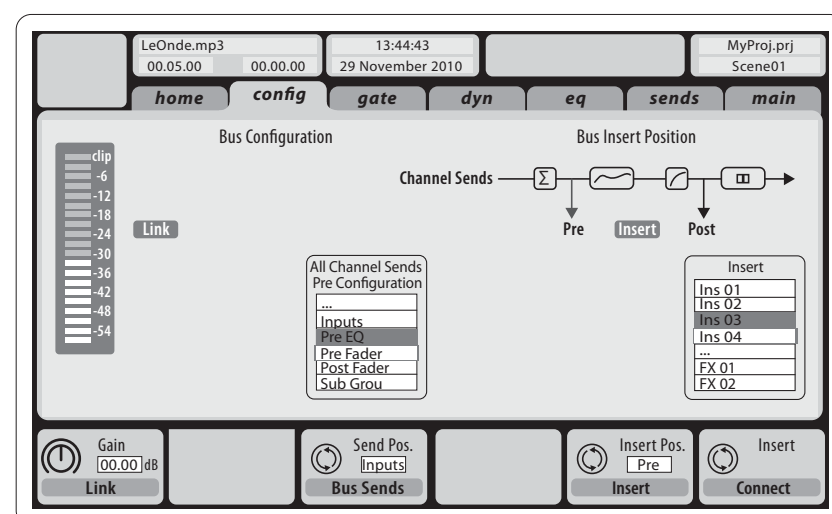 LeOnde.mp3
00.05.00 00.00.00
13:44:43
29 November 2010
MyProj.prj
Scene01
home config gate dyn eq sends main
Bus Configuration
Bus Insert Position
clip
-6
-12
-18
-24
-30
-36
-42
-48
-54
Link
Channel Sends
Σ
Pre Insert Post
All Channel Sends
Pre Configuration
...
Inputs
Pre EQ
Pre Fader
Post Fader
Sub Grou
Insert
Ins 01
Ins 02
Ins 03
Ins 04
...
FX 01
FX 02
Gain
00.00 dB
Link
Send Pos.
Inputs
Bus Sends
Insert Pos.
Pre
Insert
Insert
Connect